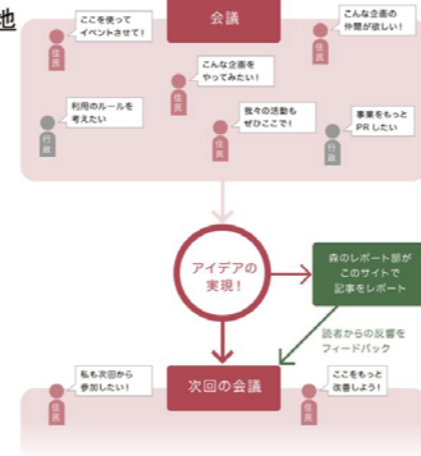 地
会議
ここを使って
イベントさせて!
住民
こんな企画の
仲間が欲しい!
住民
こんな企画を
やってみたい!
住民
利用のルールを
考えたい
行政
我々の活動も
ぜひここで!
住民
事業をもっと
PRしたい
行政
アイデアの
実現!
森のレポート部が
このサイトで
記事をレポート
読者からの反響を
フィードバック
次回の会議
私も次回から
参加したい!
住民
ここをもっと
改善しよう!
住民